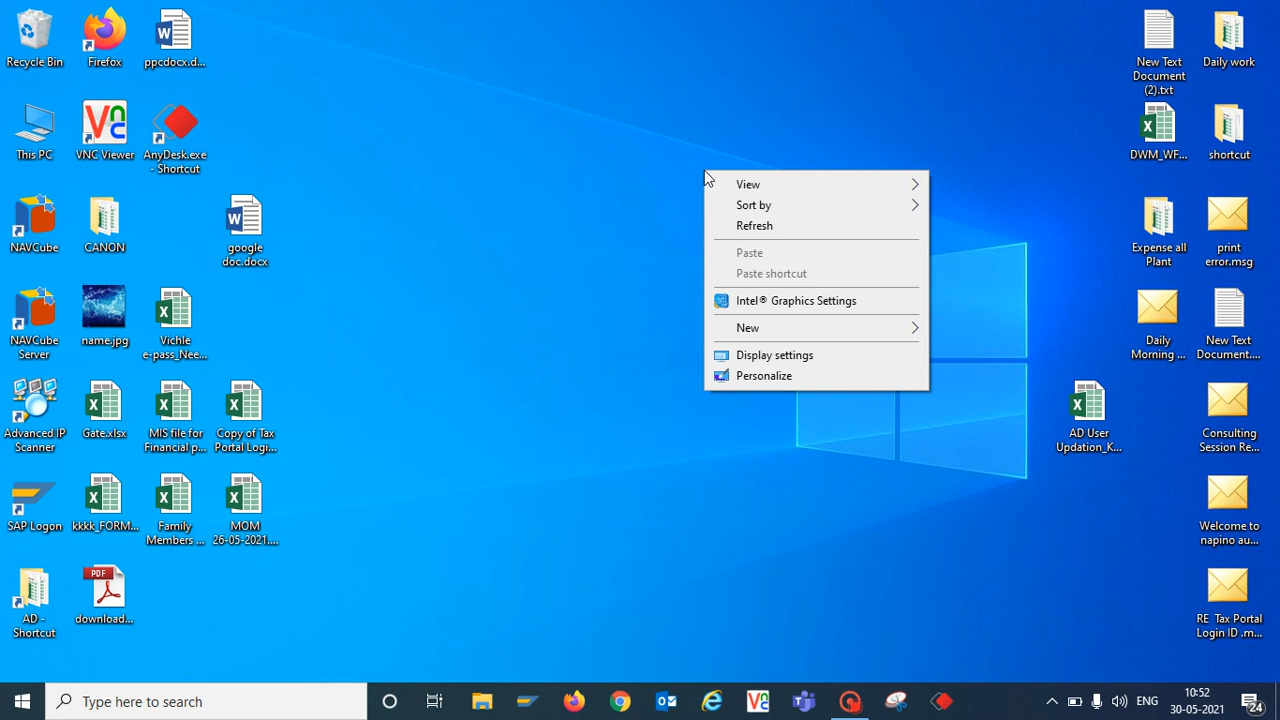 Recycle Bin
Firefox
ppcdocx.d...
This PC
VNC Viewer
AnyDesk.exe
- Shortcut
NAVCube
CANON
google
doc.docx
NAVCube
Server
name.jpg
Vichle
e-pass_Nee...
Advanced IP
Scanner
Gate.xlsx
MIS file for
Financial p...
Copy of Tax
Portal Logi...
SAP Logon
kkkk_FORM...
Family
Members ...
MOM
26-05-2021....
AD -
Shortcut
PDF
download...
View
Sort by
Refresh
Paste
Paste shortcut
Intel® Graphics Settings
New
Display settings
Personalize
New Text
Document
(2).txt
Daily work
DWM_WF...
shortcut
Expense all
Plant
print
error.msg
Daily
Morning ...
New Text
Document....
AD User
Updation_K...
Consulting
Session Re...
Welcome to
napino au...
RE Tax Portal
Login ID .m...
Type here to search
ENG
10:52
30-05-2021
24